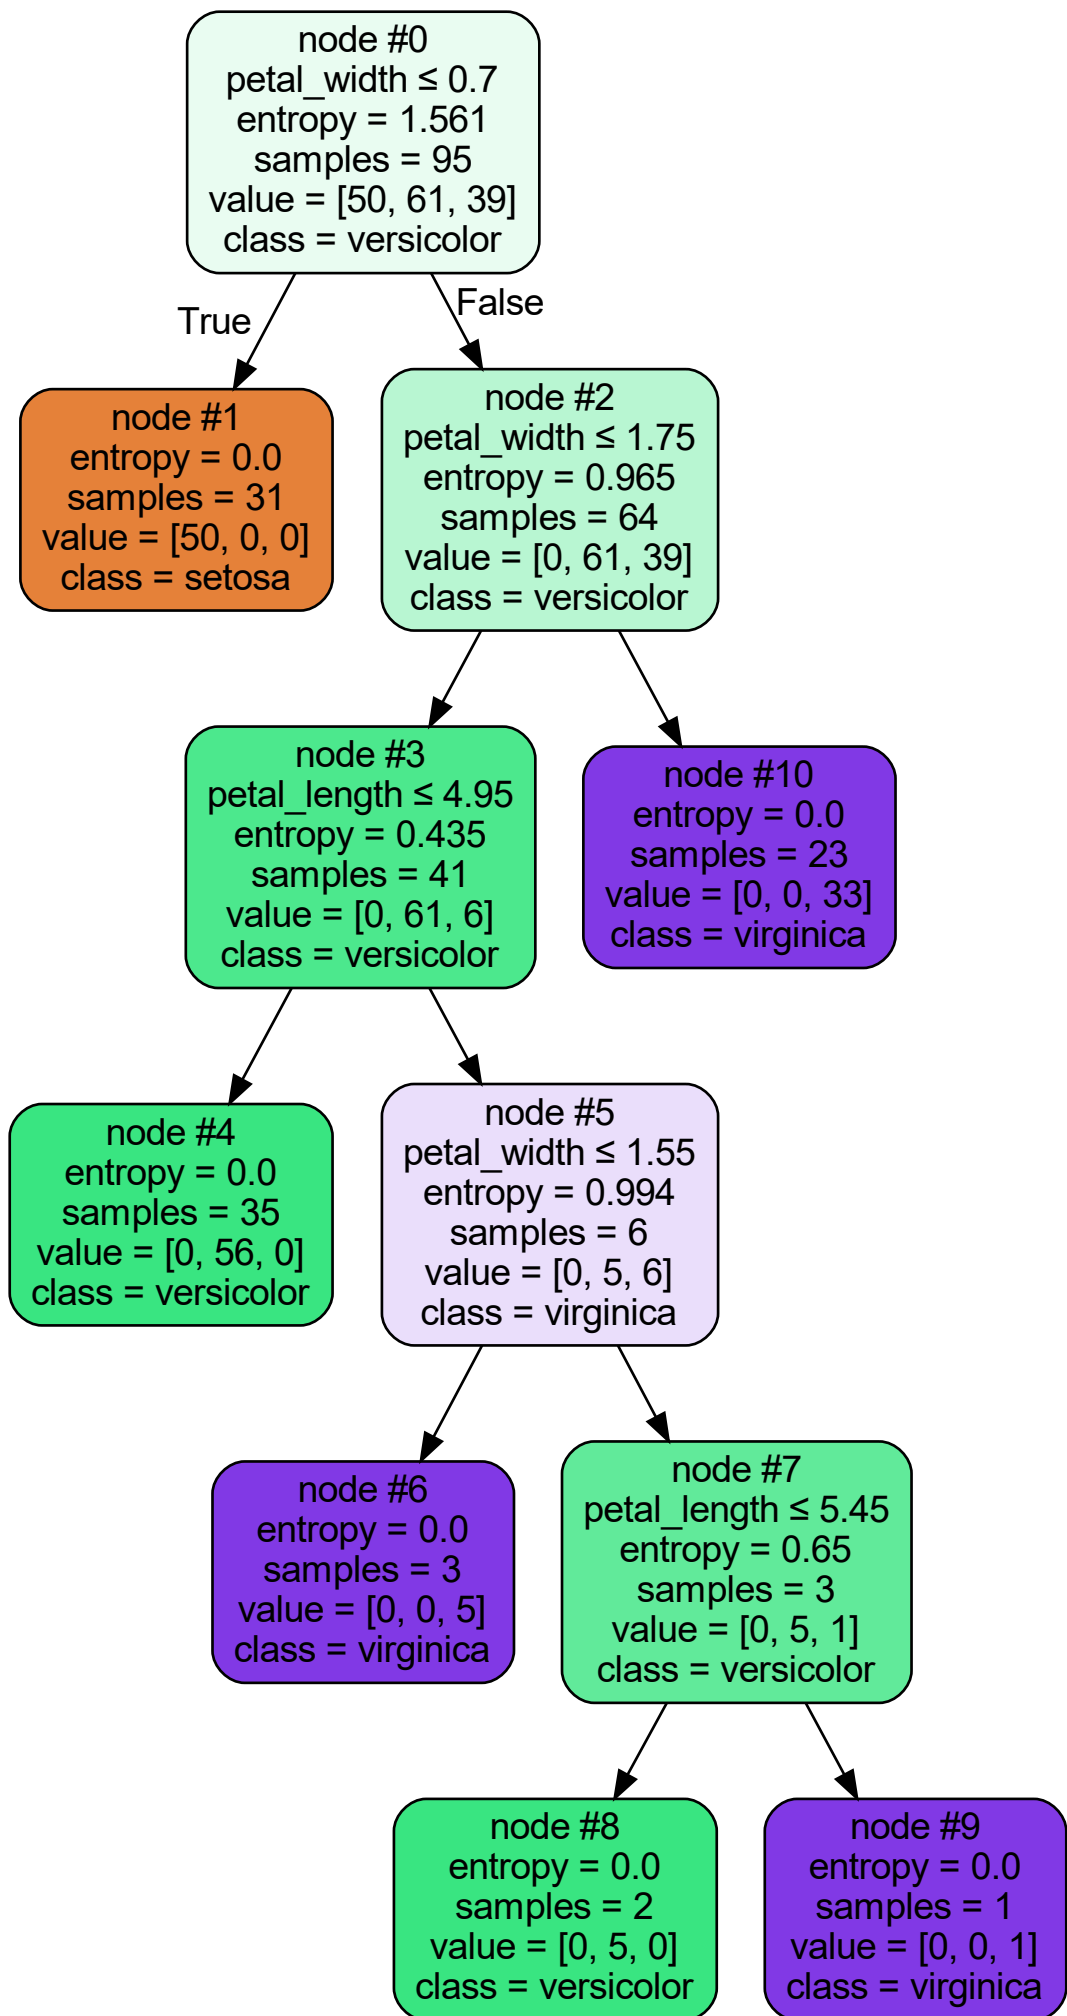 node #0
petal_width ≤ 0.7
entropy = 1.561
samples = 95
value = [50, 61, 39]
class = versicolor
True
False
node #1
entropy = 0.0
samples = 31
value = [50, 0, 0]
class = setosa
node #2
petal_width ≤ 1.75
entropy = 0.965
samples = 64
value = [0, 61, 39]
class = versicolor
node #3
petal_length ≤ 4.95
entropy = 0.435
samples = 41
value = [0, 61, 6]
class = versicolor
node #10
entropy = 0.0
samples = 23
value = [0, 0, 33]
class = virginica
node #4
entropy = 0.0
samples = 35
value = [0, 56, 0]
class = versicolor
node #5
petal_width ≤ 1.55
entropy = 0.994
samples = 6
value = [0, 5, 6]
class = virginica
node #6
entropy = 0.0
samples = 3
value = [0, 0, 5]
class = virginica
node #7
petal_length ≤ 5.45
entropy = 0.65
samples = 3
value = [0, 5, 1]
class = versicolor
node #8
entropy = 0.0
samples = 2
value = [0, 5, 0]
class = versicolor
node #9
entropy = 0.0
samples = 1
value = [0, 0, 1]
class = virginica